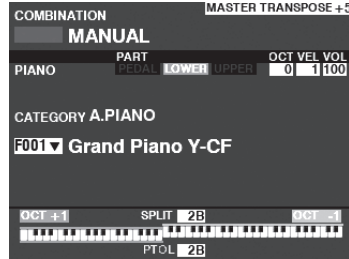 COMBINATION MASTER TRANSPOSE +5
MANUAL
PART OCT VEL VOL
PIANO PEDAL LOWER UPPER 0 1 100
CATEGORY A.PIANO
F001▼ Grand Piano Y-CF
OCT +1 SPLIT 2B OCT -1
PTOL 2B